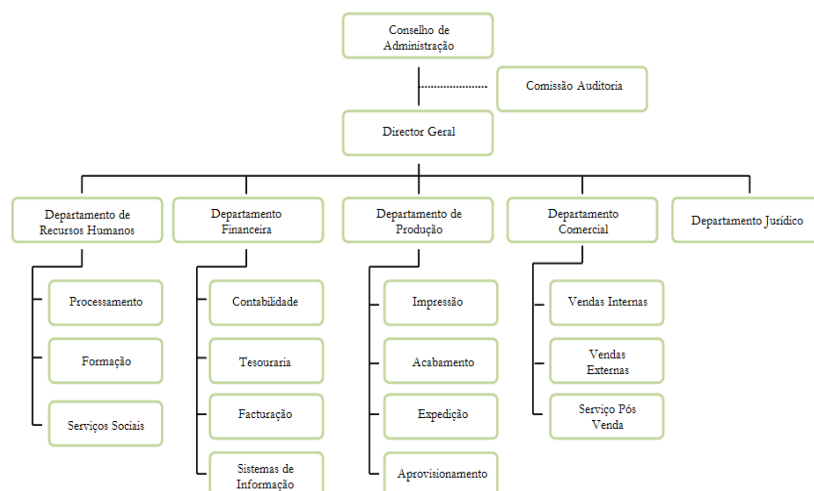 Conselho de
Administração
Comissão Auditoria
Director Geral
Departamento de
Recursos Humanos
Departamento
Financeira
Departamento de
Produção
Departamento
Comercial
Departamento Jurídico
Processamento
Formação
Serviços Sociais
Contabilidade
Tesouraria
Facturação
Sistemas de
Informação
Impressão
Acabamento
Expedição
Aprovisionamento
Vendas Internas
Vendas
Externas
Serviço Pós
Venda